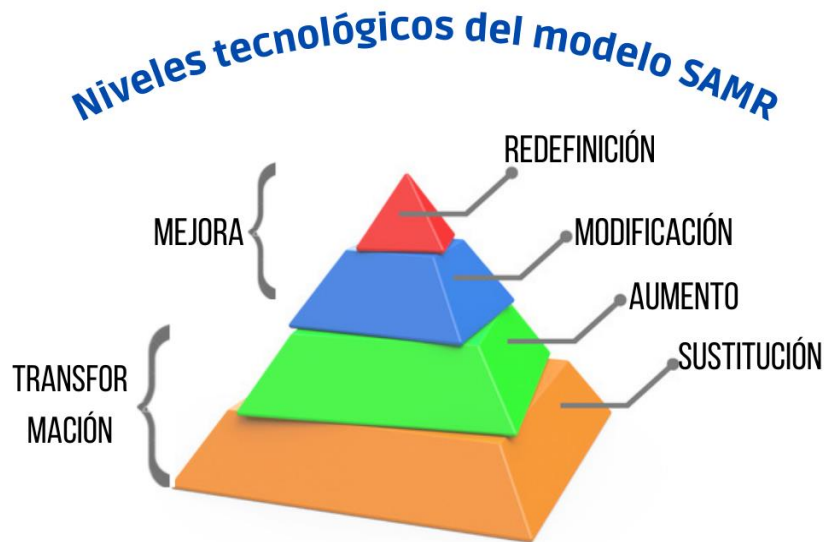 Niveles tecnológicos del modelo SAMR
REDEFINICIÓN
MEJORA
MODIFICACIÓN
AUMENTO
SUSTITUCIÓN
TRANSFOR
MACIÓN